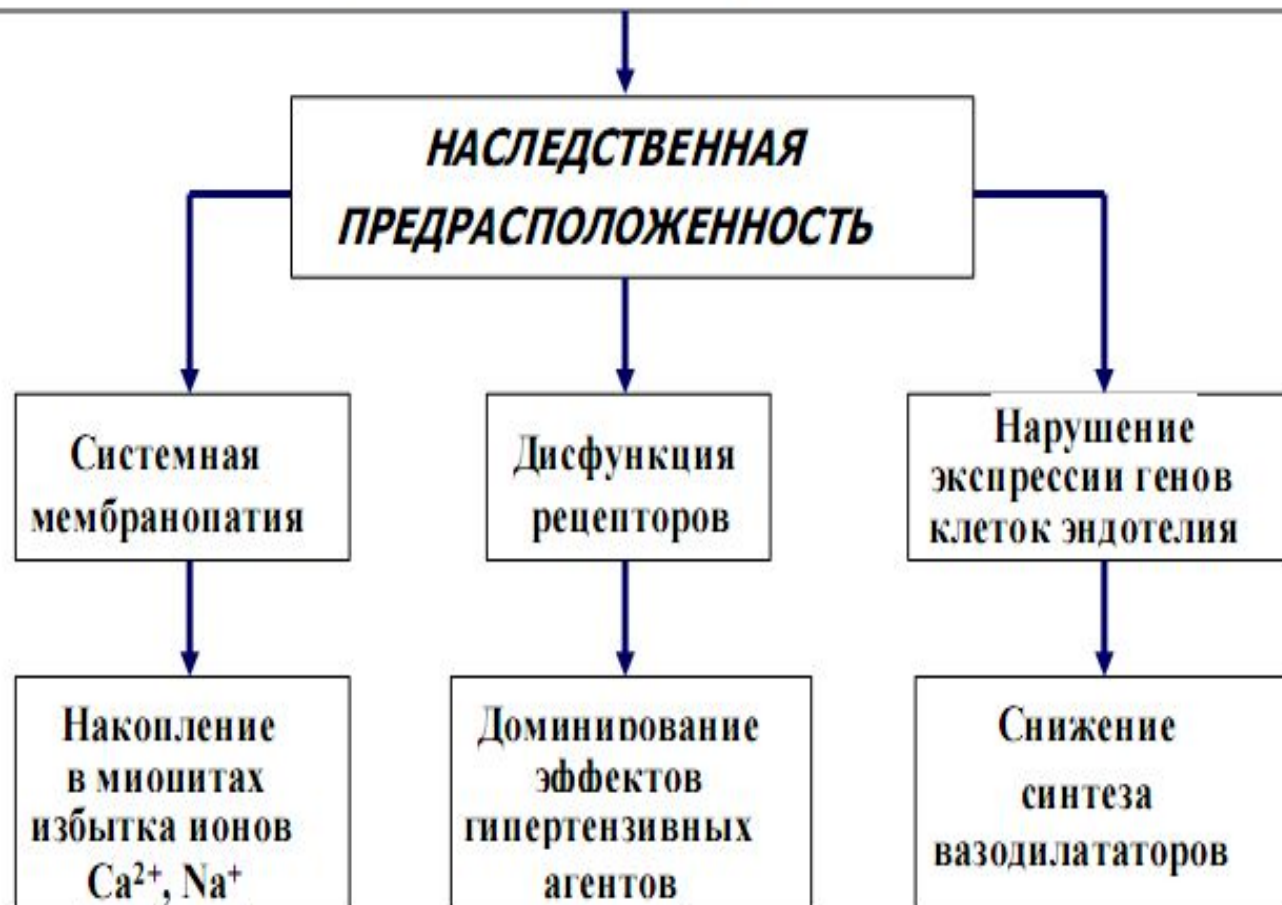 НАСЛЕДСТВЕННАЯ
ПРЕДРАСПОЛОЖЕННОСТЬ
Системная
мембранопатия
Дисфункция
рецепторов
Нарушение
экспрессии генов
клеток эндотелия
Накопление
в миоцитах
избытка ионов
Ca²⁺, Na⁺
Доминирование
эффектов
гипертензивных
агентов
Снижение
синтеза
вазодилататоров